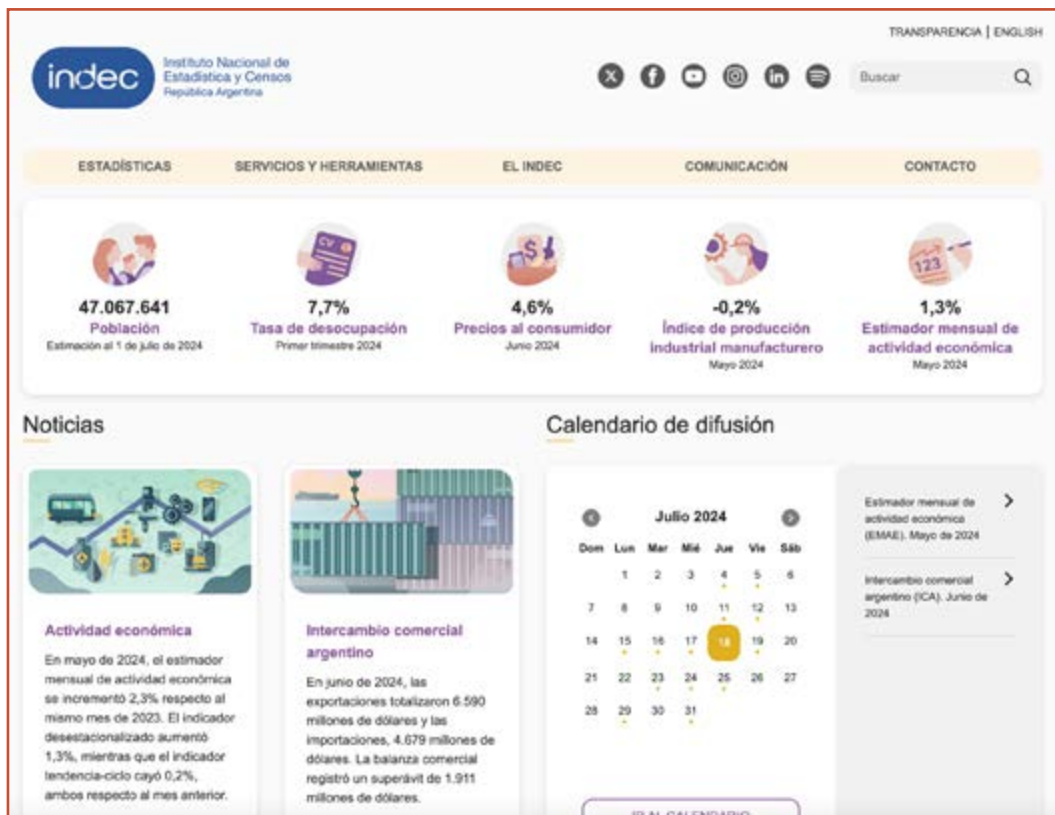 TRANSPARENCIA | ENGLISH
indec
Instituto Nacional de
Estadística y Censos
República Argentina
Buscar
ESTADÍSTICAS
SERVICIOS Y HERRAMIENTAS
EL INDEC
COMUNICACIÓN
CONTACTO
CV
$
123
47.067.641
Población
Estimación al 1 de julio de 2024
7,7%
Tasa de desocupación
Primer trimestre 2024
4,6%
Precios al consumidor
Junio 2024
-0,2%
Índice de producción
industrial manufacturero
Mayo 2024
1,3%
Estimador mensual de
actividad económica
Mayo 2024
Noticias
Actividad económica
En mayo de 2024, el estimador
mensual de actividad económica
se incrementó 2,3% respecto al
mismo mes de 2023. El indicador
desestacionalizado aumentó
1,3%, mientras que el indicador
tendencia-ciclo cayó 0,2%,
ambos respecto al mes anterior.
Intercambio comercial
argentino
En junio de 2024, las
exportaciones totalizaron 6.590
millones de dólares y las
importaciones, 4.679 millones de
dólares. La balanza comercial
registró un superávit de 1.911
millones de dólares.
Calendario de difusión
Julio 2024
Dom Lun Mar Mié Jue Vie Sáb
1 2 3 4 5 6
7 8 9 10 11 12 13
14 15 16 17 18 19 20
21 22 23 24 25 26 27
28 29 30 31
IR AL CALENDARIO
Estimador mensual de
actividad económica
(EMAE). Mayo de 2024
Intercambio comercial
argentino (ICA). Junio de
2024